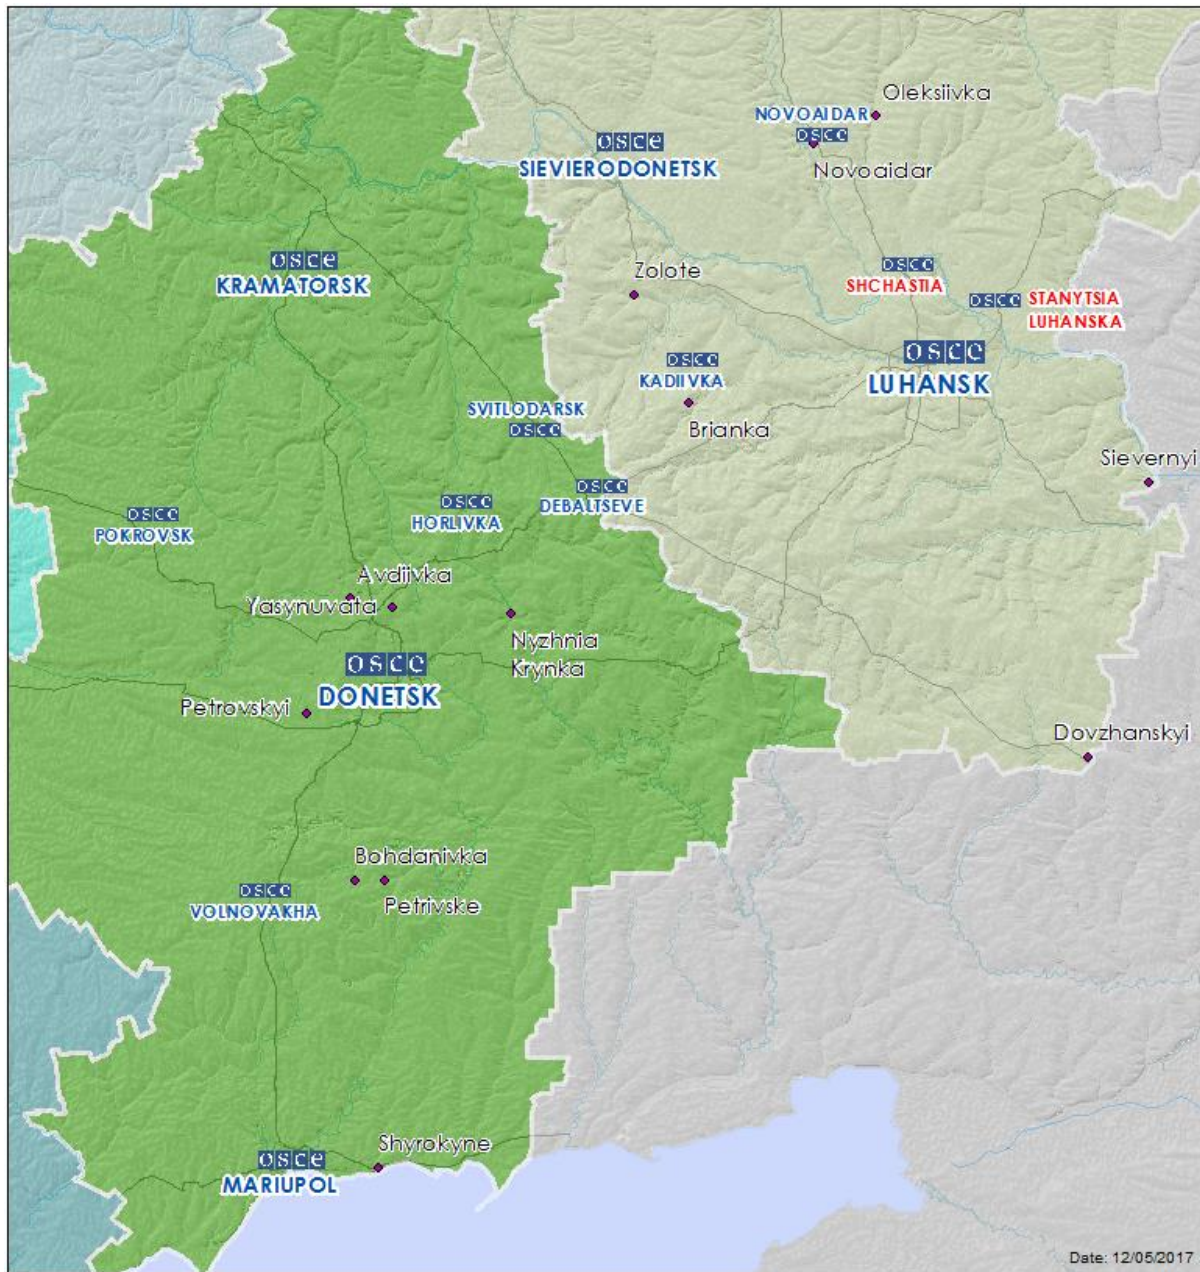 Oleksiivka
NOVOAIDAR
osce
osce
SIEVIERODONETSK
Novoaidar
osce
KRAMATORSK
Zolote
osce
SHCHASTIA
osce
STANYTSIA
LUHANSKA
osce
LUHANSK
osce
KADIIVKA
Brianka
SVITLODARSK
osce
Sievernyi
osce
DEBALTSEVE
osce
HORLIVKA
osce
POKROVSK
Avdiivka
Yasynuvata
Nyzhnia
Krynka
osce
DONETSK
Petrovskyi
Dovzhanskyi
Bohdanivka
osce
VOLNOVAKHA
Petrivske
Shyrokyne
osce
MARIUPOL
Date: 12/05/2017